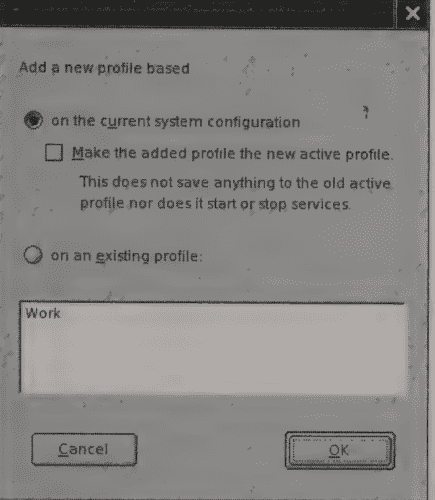 Add a new profile based
on the current system configuration
Make the added profile the new active profile.
This does not save anything to the old active
profile nor does it start or stop services.
on an existing profile:
Work
Cancel
OK